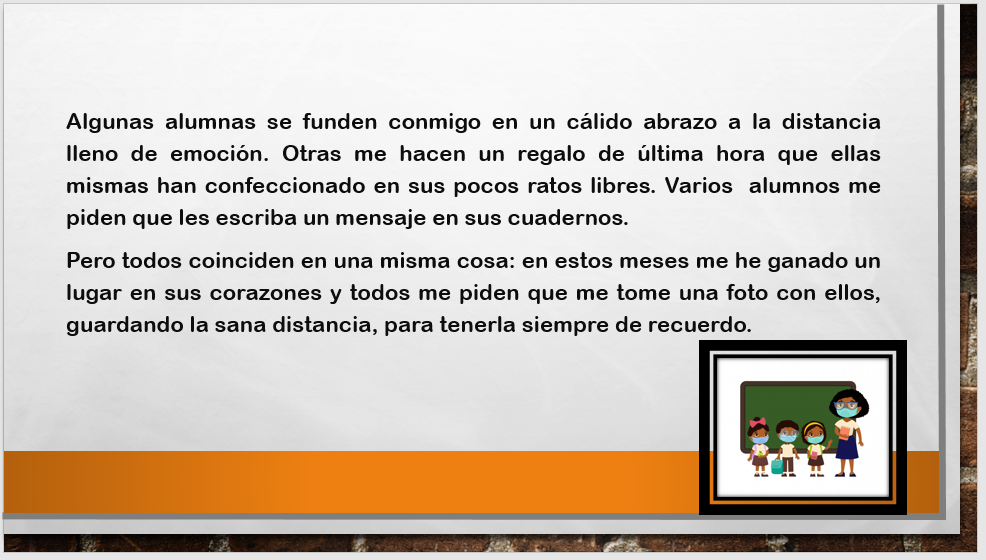 Algunas alumnas se funden conmigo en un cálido abrazo a la distancia
lleno de emoción. Otras me hacen un regalo de última hora que ellas
mismas han confeccionado en sus pocos ratos libres. Varios  alumnos me
piden que les escriba un mensaje en sus cuadernos.
Pero todos coinciden en una misma cosa: en estos meses me he ganado un
lugar en sus corazones y todos me piden que me tome una foto con ellos,
guardando la sana distancia, para tenerla siempre de recuerdo.